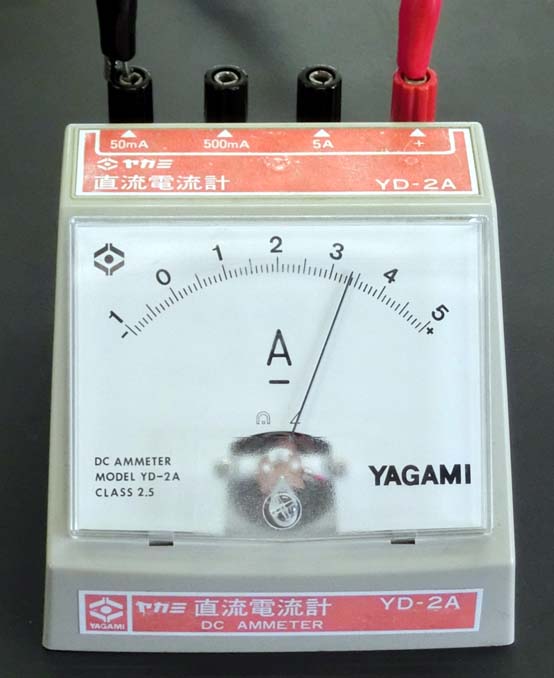 50mA 500mA 5A +
ヤガミ
直流電流計 YD-2A
-1 0 1 2 3 4 5 +
A
DC AMMETER
MODEL YD-2A
CLASS 2.5
YAGAMI
YAGAMI ヤガミ 直流電流計 YD-2A
DC AMMETER